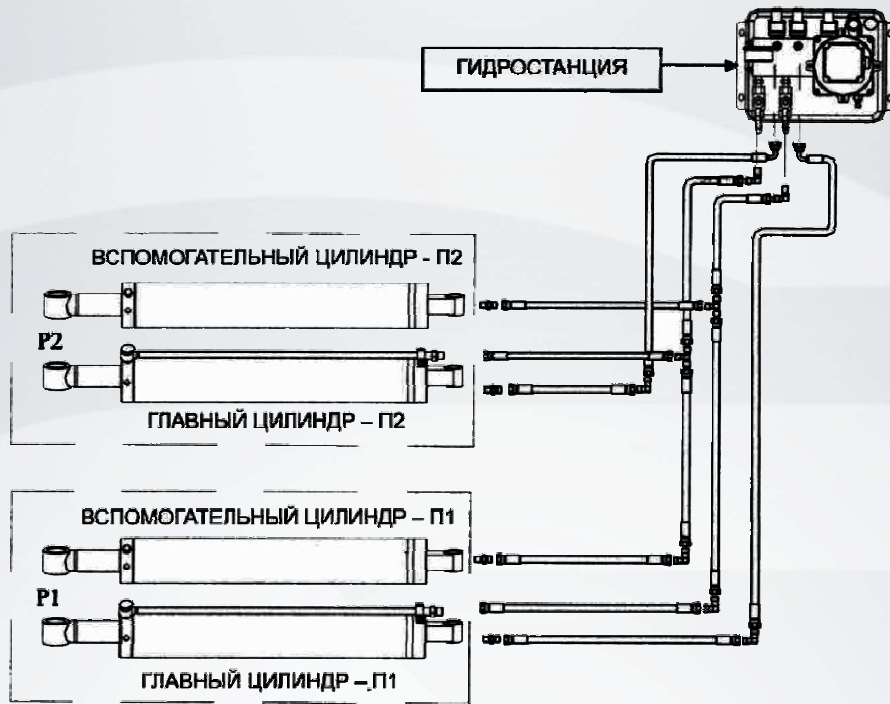 ГИДРОСТАНЦИЯ
ВСПОМОГАТЕЛЬНЫЙ ЦИЛИНДР - П2
P2
ГЛАВНЫЙ ЦИЛИНДР – П2
ВСПОМОГАТЕЛЬНЫЙ ЦИЛИНДР – П1
P1
ГЛАВНЫЙ ЦИЛИНДР – П1